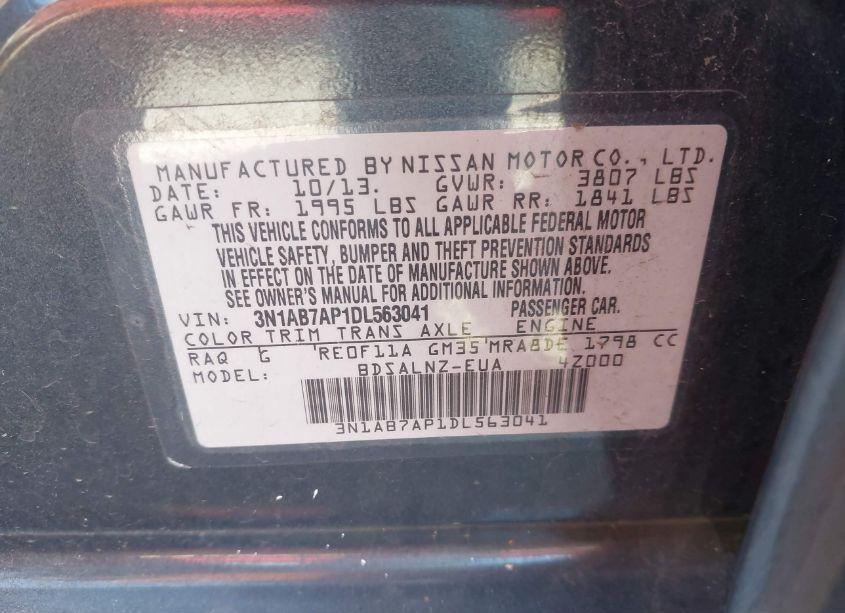 MANUFACTURED BY NISSAN MOTOR CO., LTD.
DATE: 10/13. GVWR: 3807 LBS
GAWR FR: 1995 LBS GAWR RR: 1841 LBS
THIS VEHICLE CONFORMS TO ALL APPLICABLE FEDERAL MOTOR
VEHICLE SAFETY, BUMPER AND THEFT PREVENTION STANDARDS
IN EFFECT ON THE DATE OF MANUFACTURE SHOWN ABOVE.
SEE OWNER'S MANUAL FOR ADDITIONAL INFORMATION.
VIN: 3N1AB7AP1DL563041 PASSENGER CAR.
COLOR TRIM TRANS AXLE ENGINE
RAQ G RE0F11A GM35 MRA8DE 1798 CC
MODEL: BDSALNZ-EUA 4Z000
3N1AB7AP1DL563041